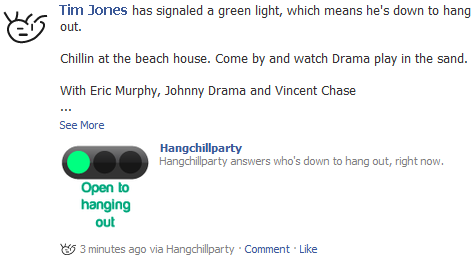 Tim Jones has signaled a green light, which means he's down to hang
out.
Chillin at the beach house. Come by and watch Drama play in the sand.
With Eric Murphy, Johnny Drama and Vincent Chase
...
See More
Hangchillparty
Hangchillparty answers who's down to hang out, right now.
Open to
hanging
out
3 minutes ago via Hangchillparty · Comment · Like